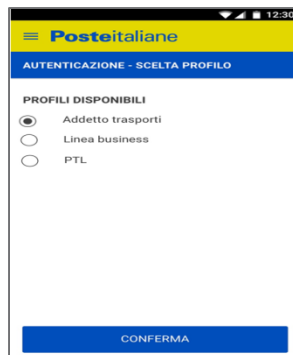 12:30
Posteitaliane
AUTENTICAZIONE - SCELTA PROFILO
PROFILI DISPONIBILI
Addetto trasporti
Linea business
PTL
CONFERMA